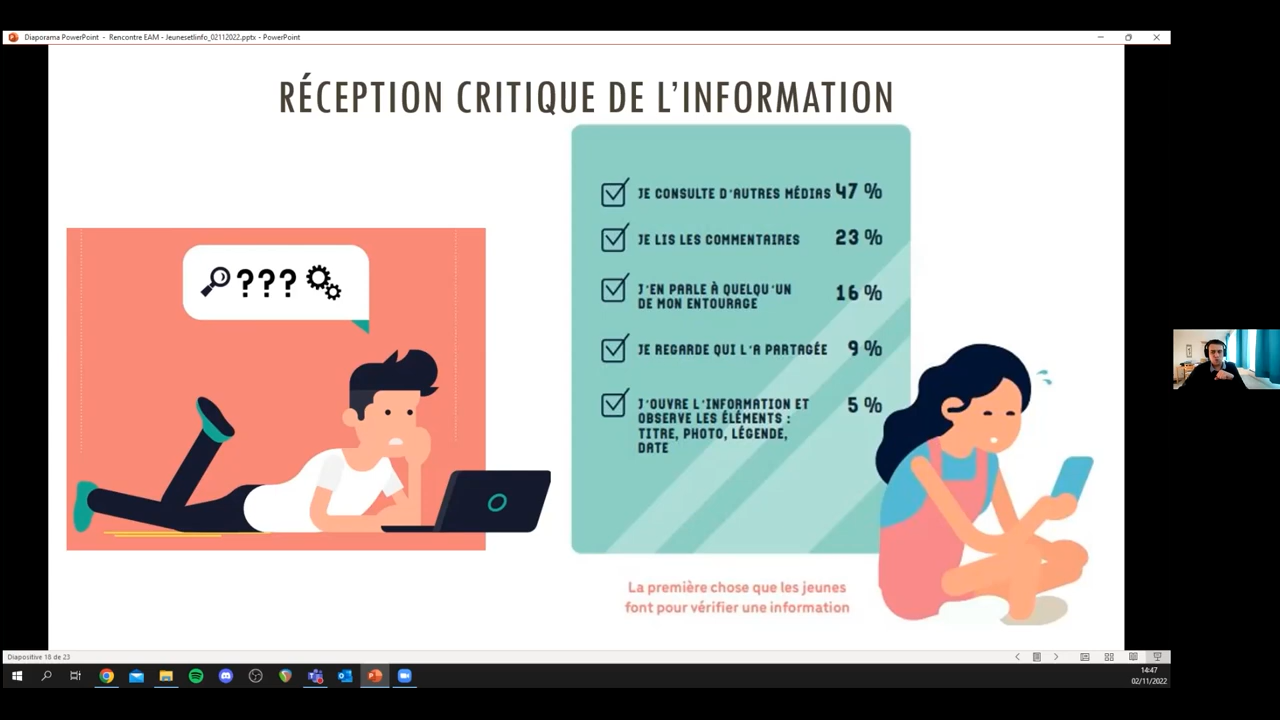 Diaporama PowerPoint - Rencontre EAM - Jeunesetlinfo_02112022.pptx - PowerPoint
RÉCEPTION CRITIQUE DE L'INFORMATION
???
JE CONSULTE D'AUTRES MÉDIAS 47 %
JE LIS LES COMMENTAIRES 23 %
J'EN PARLE À QUELQU'UN
DE MON ENTOURAGE 16 %
JE REGARDE QUI L'A PARTAGÉE 9 %
J'OUVRE L'INFORMATION ET 5 %
OBSERVE LES ÉLÉMENTS :
TITRE, PHOTO, LÉGENDE,
DATE
La première chose que les jeunes
font pour vérifier une information
Diapositive 18 de 23
14:47
02/11/2022